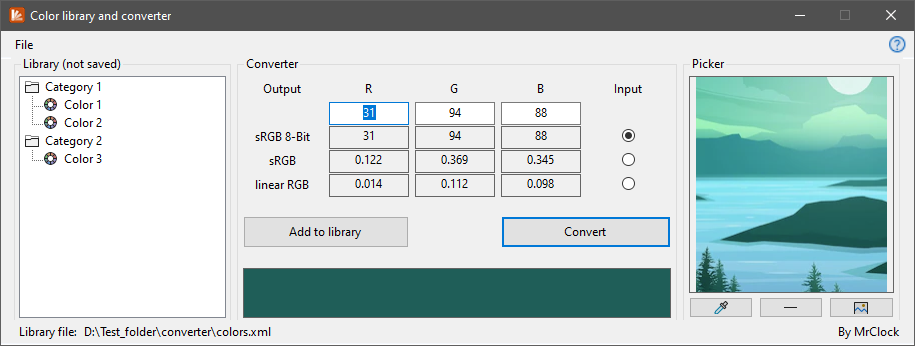 Color library and converter
File
Library (not saved)
Category 1
Color 1
Color 2
Category 2
Color 3
Converter
Output R G B Input
31 94 88
sRGB 8-Bit 31 94 88
sRGB 0.122 0.369 0.345
linear RGB 0.014 0.112 0.098
Add to library Convert
Picker
Library file: D:\Test_folder\converter\colors.xml
By MrClock